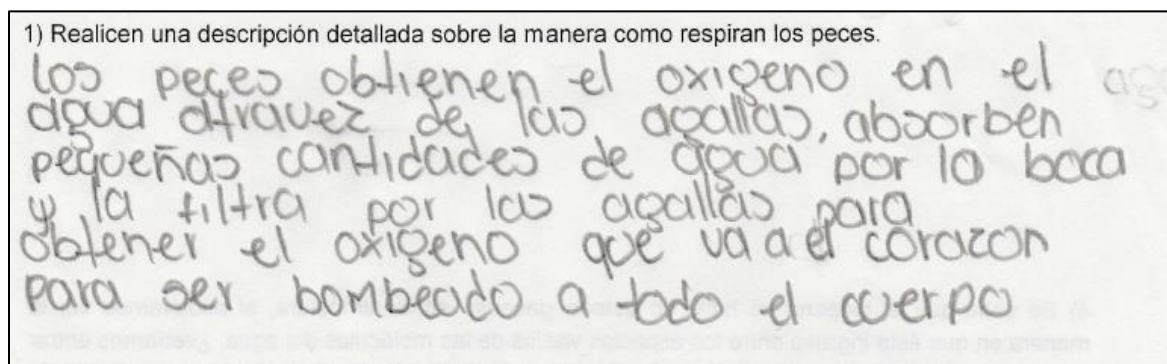 1) Realicen una descripción detallada sobre la manera como respiran los peces.
los peces obtienen el oxigeno en el
agua atravez de las agallas, absorben
pequeñas cantidades de agua por la boca
y la filtra por las agallas para
obtener el oxigeno que va a el corazon
para ser bombeado a todo el cuerpo